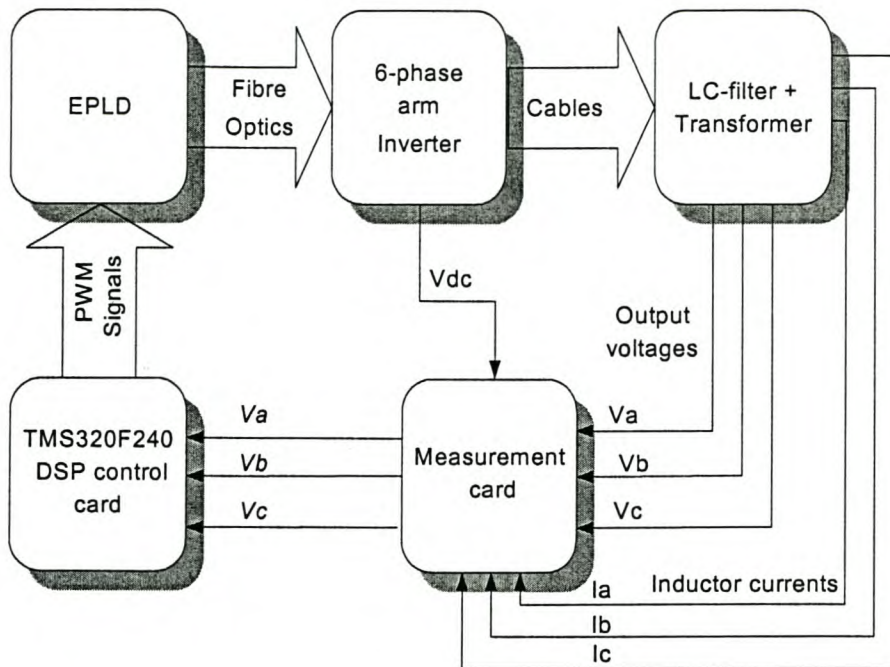 EPLD
Fibre
Optics
6-phase
arm
Inverter
Cables
LC-filter +
Transformer
PWM
Signals
Vdc
Output
voltages
TMS320F240
DSP control
card
Va
Vb
Vc
Measurement
card
Va
Vb
Vc
Inductor currents
Ia
Ib
Ic